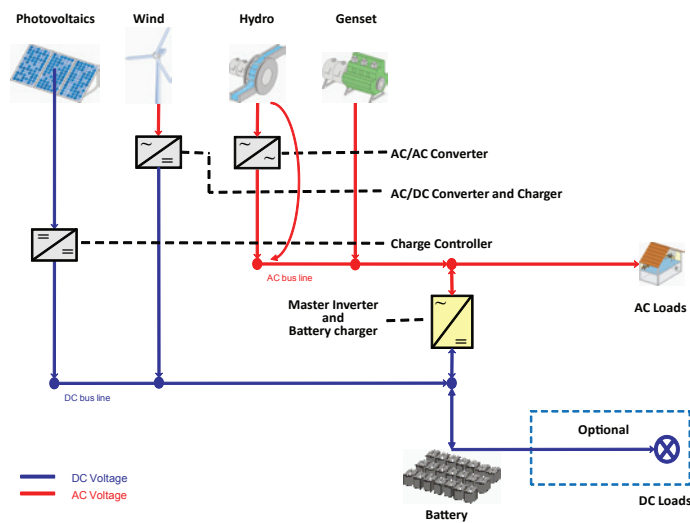 Photovoltaics
Wind
Hydro
Genset
~
=
~
~
AC/AC Converter
AC/DC Converter and Charger
=
=
Charge Controller
AC bus line
AC Loads
Master Inverter
and
Battery charger
~
=
DC bus line
Optional
DC Voltage
AC Voltage
Battery
DC Loads